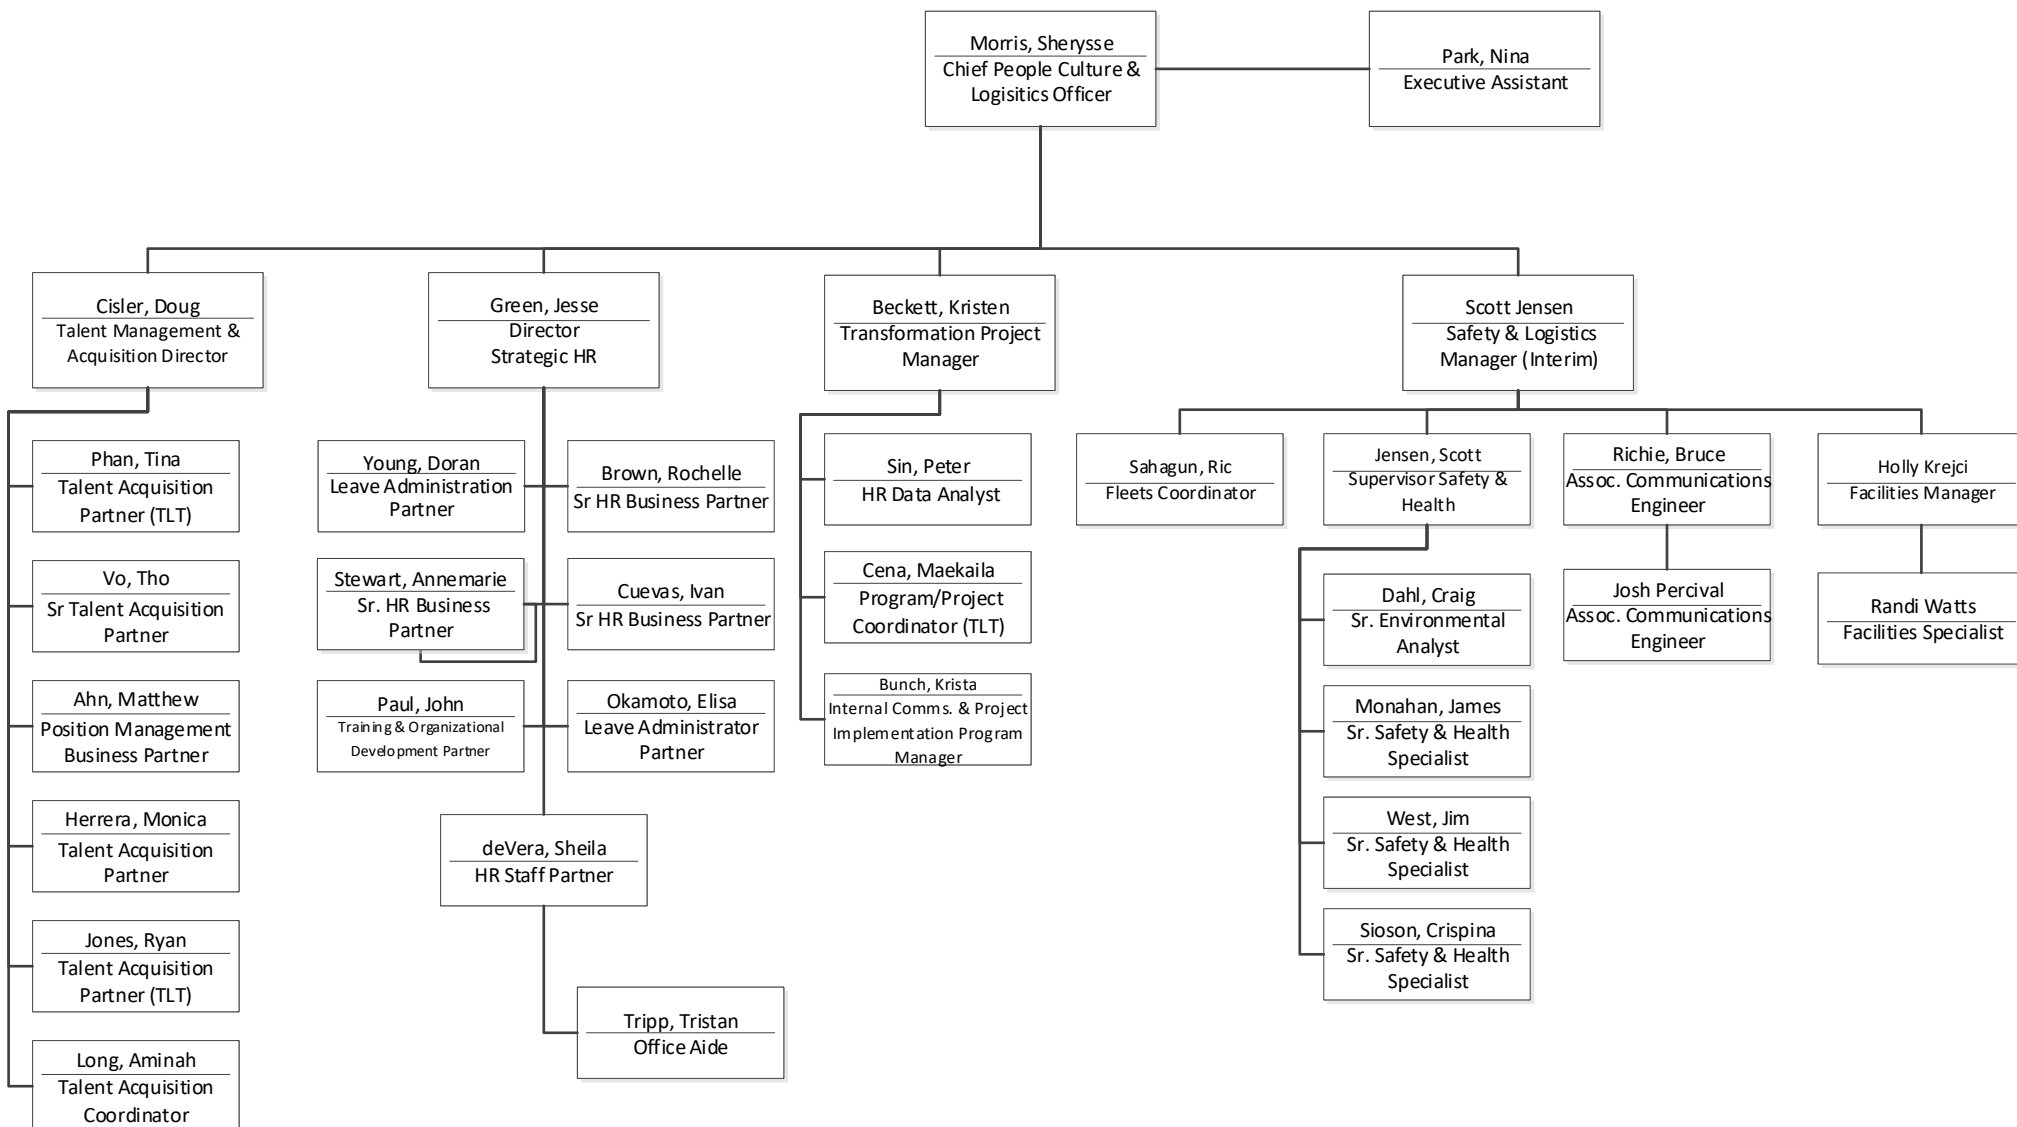 Morris, Sherysse
Chief People Culture &
Logisitics Officer
Park, Nina
Executive Assistant
Cisler, Doug
Talent Management &
Acquisition Director
Green, Jesse
Director
Strategic HR
Beckett, Kristen
Transformation Project
Manager
Scott Jensen
Safety & Logistics
Manager (Interim)
Phan, Tina
Talent Acquisition
Partner (TLT)
Vo, Tho
Sr Talent Acquisition
Partner
Ahn, Matthew
Position Management
Business Partner
Herrera, Monica
Talent Acquisition
Partner
Jones, Ryan
Talent Acquisition
Partner (TLT)
Long, Aminah
Talent Acquisition
Coordinator
Young, Doran
Leave Administration
Partner
Brown, Rochelle
Sr HR Business Partner
Stewart, Annemarie
Sr. HR Business
Partner
Cuevas, Ivan
Sr HR Business Partner
Paul, John
Training & Organizational
Development Partner
Okamoto, Elisa
Leave Administrator
Partner
deVera, Sheila
HR Staff Partner
Tripp, Tristan
Office Aide
Sin, Peter
HR Data Analyst
Cena, Maekaila
Program/Project
Coordinator (TLT)
Bunch, Krista
Internal Comms. & Project
Implementation Program
Manager
Sahagun, Ric
Fleets Coordinator
Jensen, Scott
Supervisor Safety &
Health
Dahl, Craig
Sr. Environmental
Analyst
Monahan, James
Sr. Safety & Health
Specialist
West, Jim
Sr. Safety & Health
Specialist
Sioson, Crispina
Sr. Safety & Health
Specialist
Richie, Bruce
Assoc. Communications
Engineer
Josh Percival
Assoc. Communications
Engineer
Holly Krejci
Facilities Manager
Randi Watts
Facilities Specialist